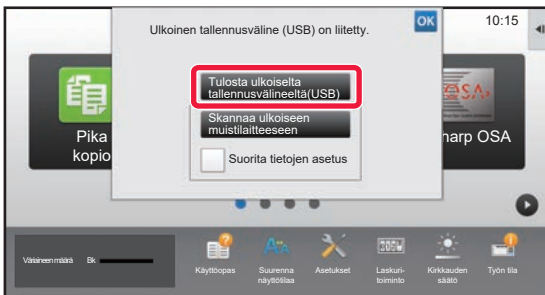 Ulkoinen tallennusväline (USB) on liitetty.
OK
10:15
Tulosta ulkoiselta
tallennusvälineeltä(USB)
Skannaa ulkoiseen
muistilaitteeseen
Suorita tietojen asetus
Pika
kopio
OSA
harp OSA
Väriaineen määrä
Bk
Käyttöopas
Suurenna
näyttötilaa
Asetukset
Laskuri-
toiminto
Kirkkauden
säätö
Työn tila